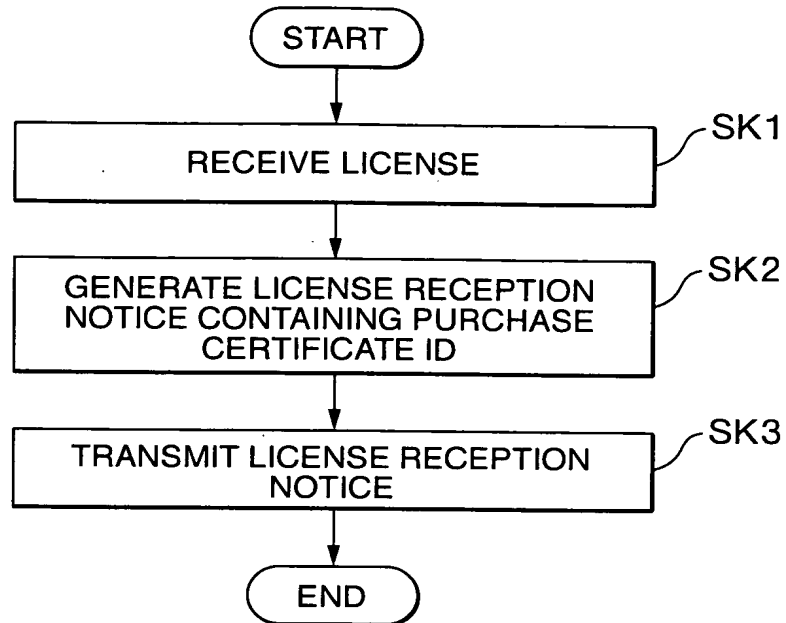 START
RECEIVE LICENSE
SK1
GENERATE LICENSE RECEPTION
NOTICE CONTAINING PURCHASE
CERTIFICATE ID
SK2
TRANSMIT LICENSE RECEPTION
NOTICE
SK3
END